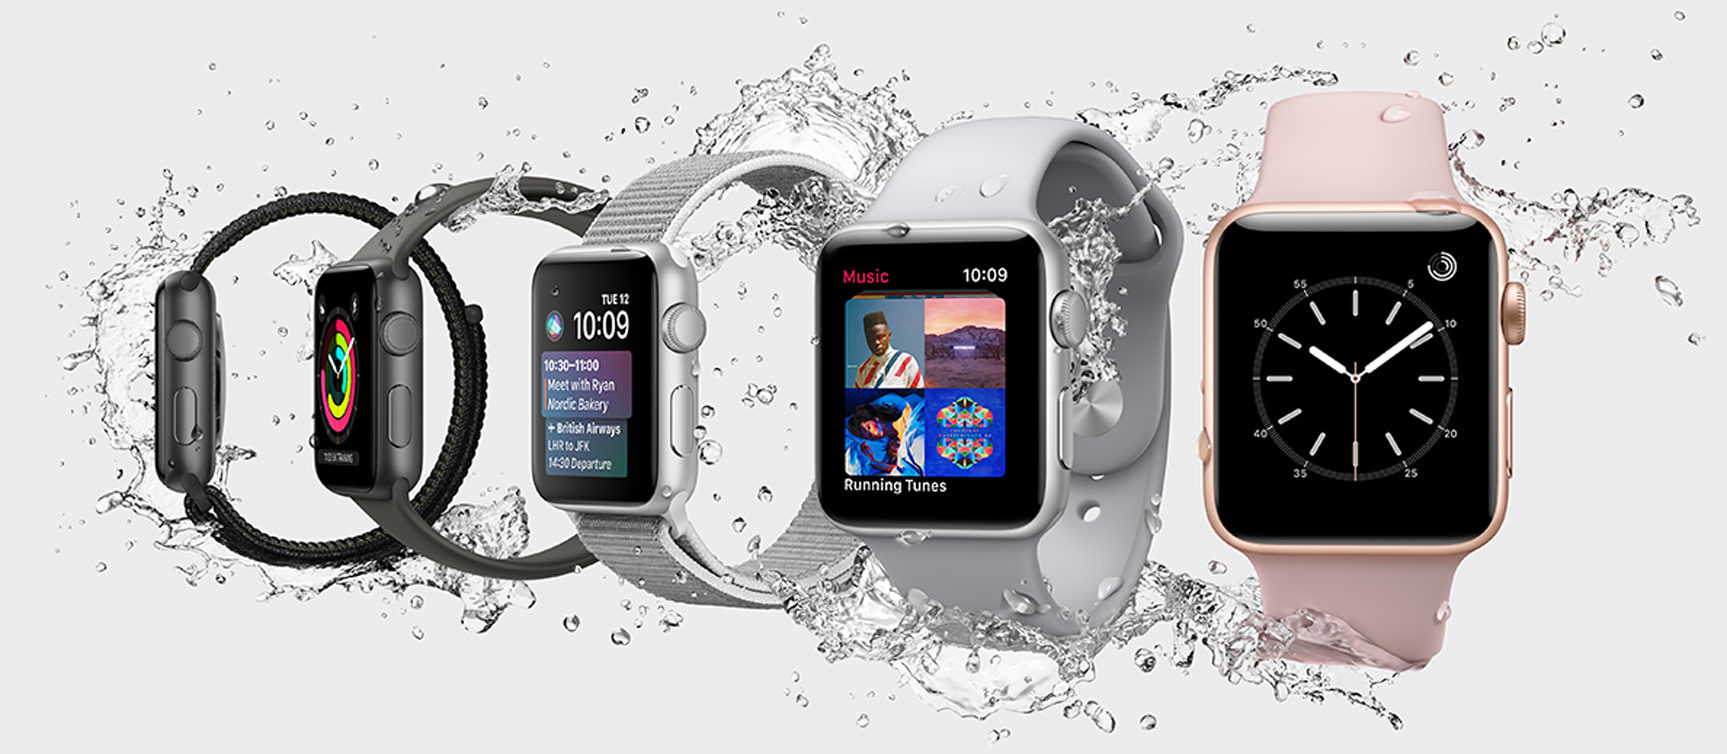 TUE 12
10:09
10:30–11:00
Meet with Ryan
Nordic Bakery
British Airways
LHR to JFK
14:30 Departure
Music
10:09
Running Tunes
55
5
50
10
40
20
35
25